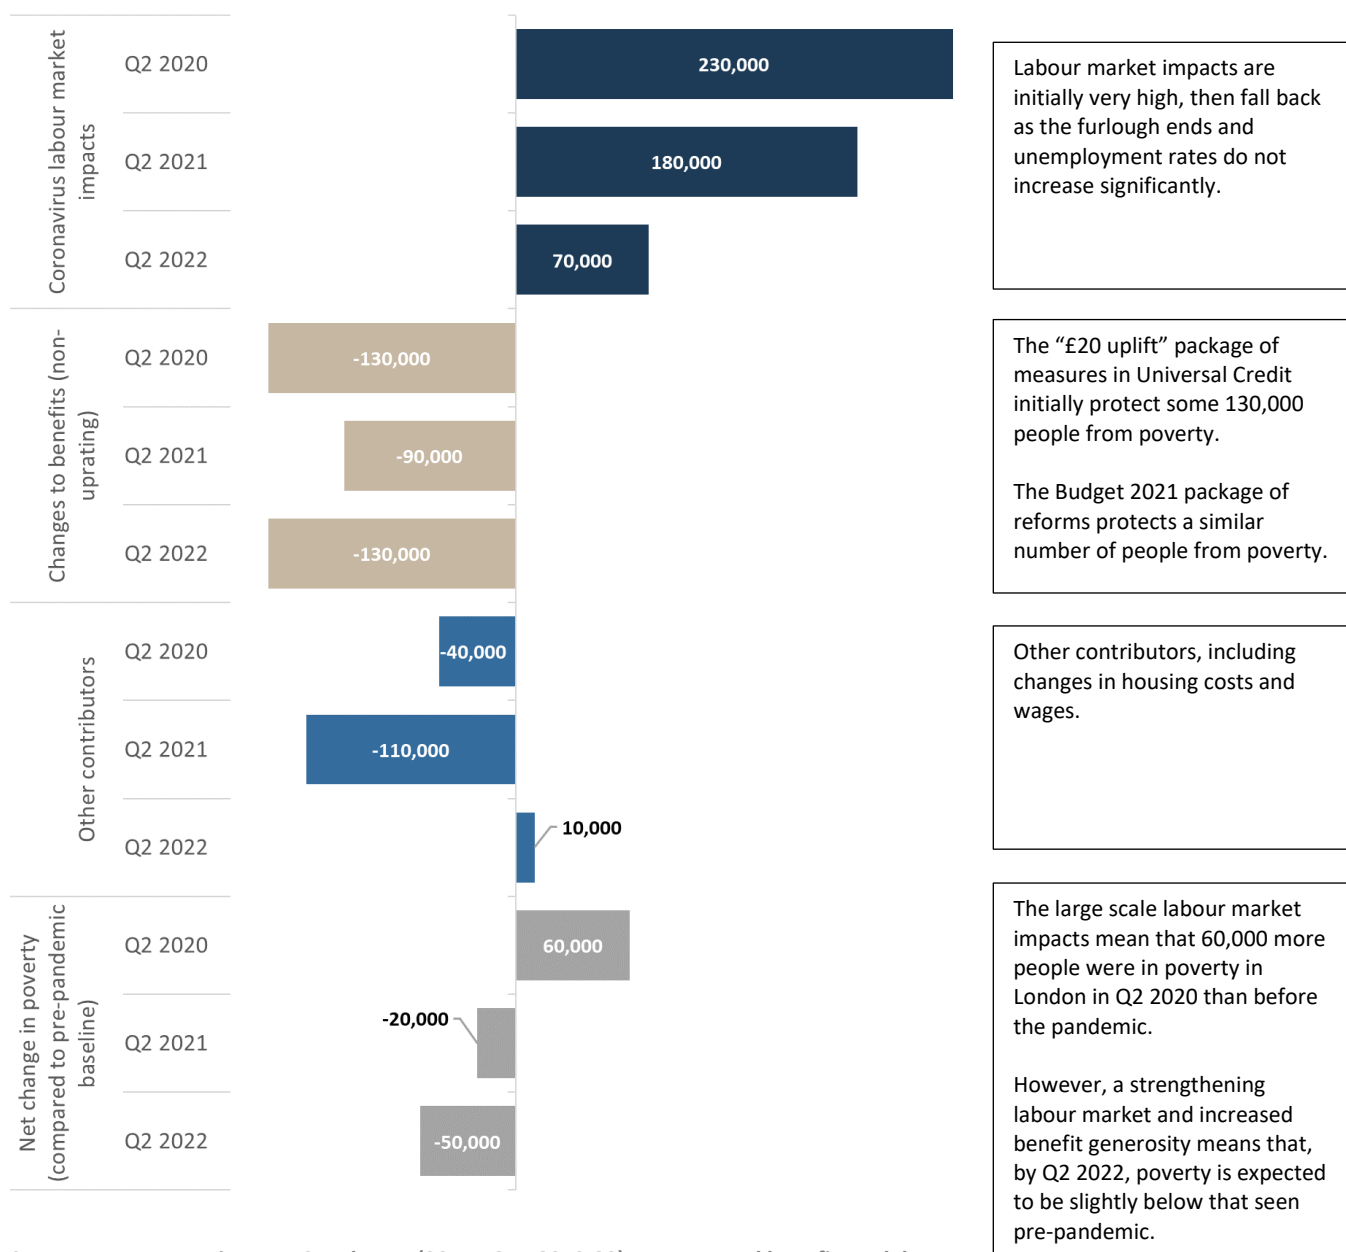 Coronavirus labour market
impacts
Q2 2020
230,000
Q2 2021
180,000
Q2 2022
70,000
Labour market impacts are
initially very high, then fall back
as the furlough ends and
unemployment rates do not
increase significantly.
Changes to benefits (non-
uprating)
Q2 2020
-130,000
Q2 2021
-90,000
Q2 2022
-130,000
The “£20 uplift” package of
measures in Universal Credit
initially protect some 130,000
people from poverty.
The Budget 2021 package of
reforms protects a similar
number of people from poverty.
Other contributors
Q2 2020
-40,000
Q2 2021
-110,000
Q2 2022
10,000
Other contributors, including
changes in housing costs and
wages.
Net change in poverty
(compared to pre-pandemic
baseline)
Q2 2020
60,000
Q2 2021
-20,000
Q2 2022
-50,000
The large scale labour market
impacts mean that 60,000 more
people were in poverty in
London in Q2 2020 than before
the pandemic.
However, a strengthening
labour market and increased
benefit generosity means that,
by Q2 2022, poverty is expected
to be slightly below that seen
pre-pandemic.